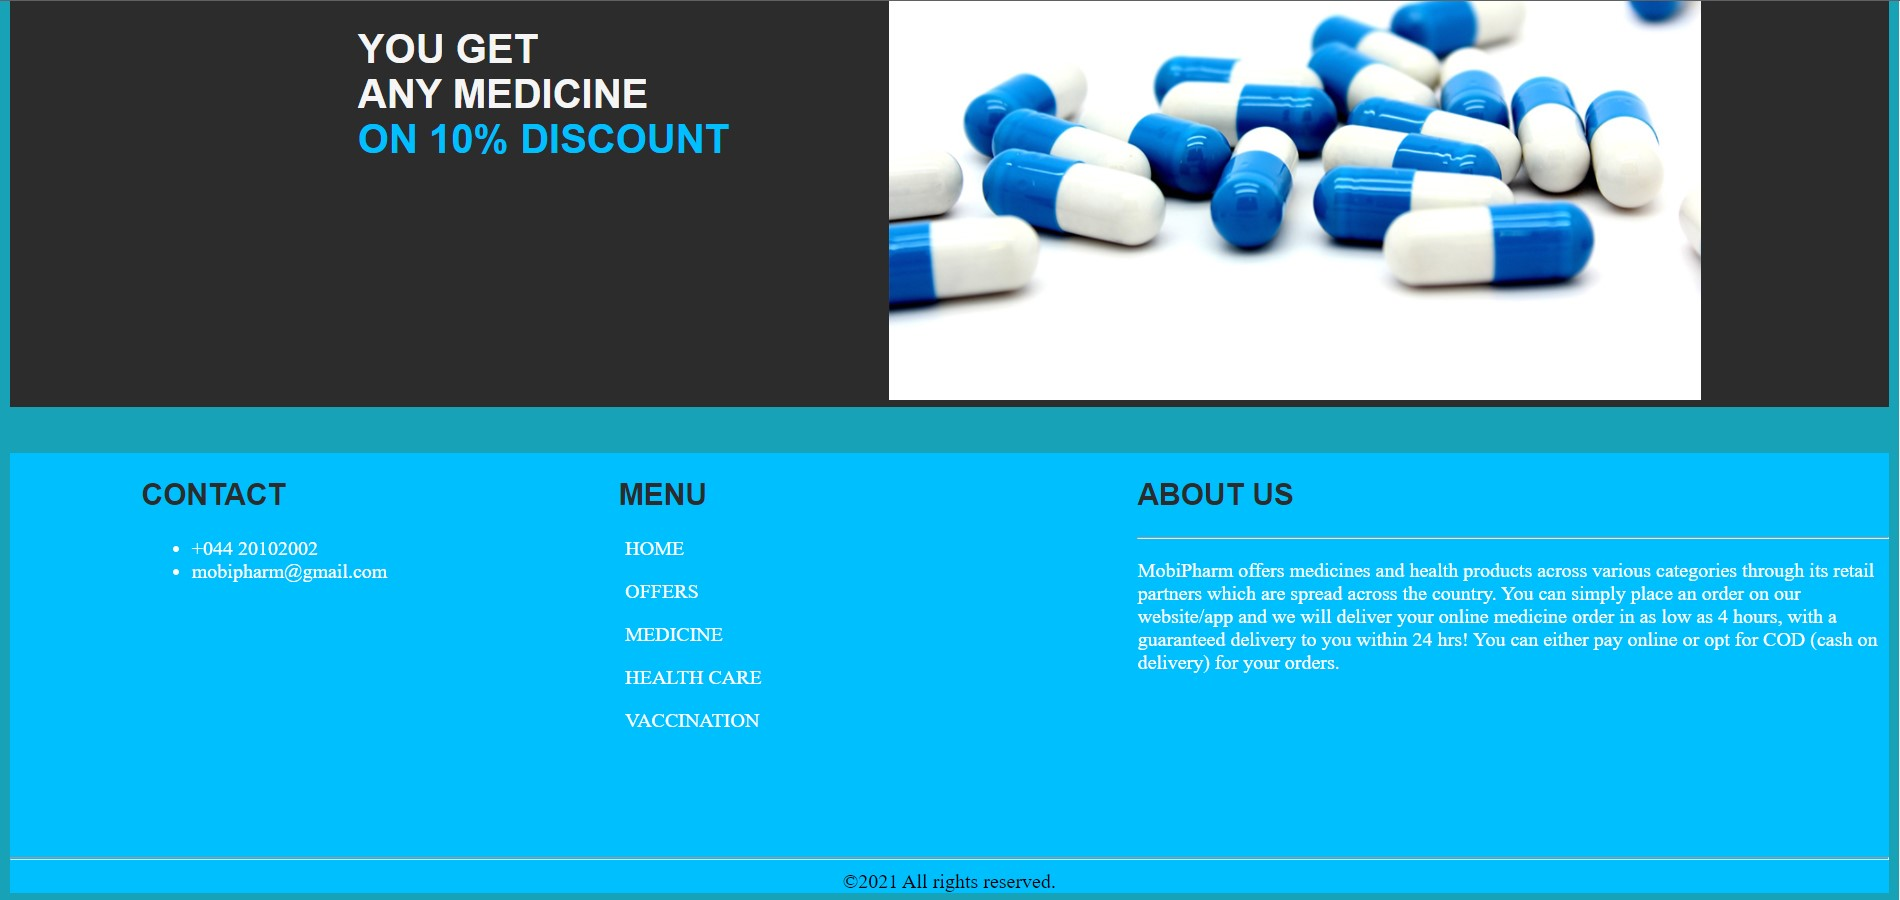 YOU GET
ANY MEDICINE
ON 10% DISCOUNT
CONTACT
+044 20102002
mobipharm@gmail.com
MENU
HOME
OFFERS
MEDICINE
HEALTH CARE
VACCINATION
ABOUT US
MobiPharm offers medicines and health products across various categories through its retail
partners which are spread across the country. You can simply place an order on our
website/app and we will deliver your online medicine order in as low as 4 hours, with a
guaranteed delivery to you within 24 hrs! You can either pay online or opt for COD (cash on
delivery) for your orders.
©2021 All rights reserved.